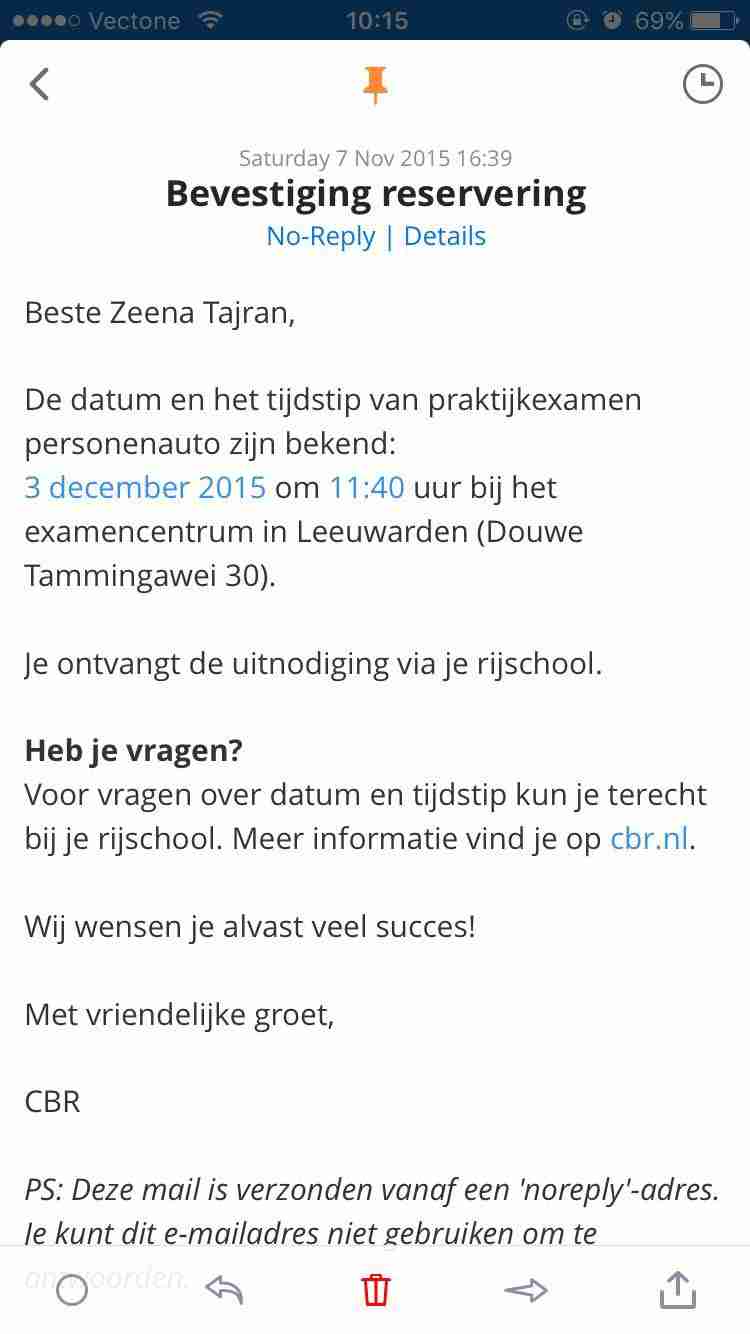 Vectone 10:15 69%
Saturday 7 Nov 2015 16:39
Bevestiging reservering
No-Reply | Details
Beste Zeena Tajran,
De datum en het tijdstip van praktijkexamen
personenauto zijn bekend:
3 december 2015 om 11:40 uur bij het
examencentrum in Leeuwarden (Douwe
Tammingawei 30).
Je ontvangt de uitnodiging via je rijschool.
Heb je vragen?
Voor vragen over datum en tijdstip kun je terecht
bij je rijschool. Meer informatie vind je op cbr.nl.
Wij wensen je alvast veel succes!
Met vriendelijke groet,
CBR
PS: Deze mail is verzonden vanaf een 'noreply'-adres.
Je kunt dit e-mailadres niet gebruiken om te
antwoorden.